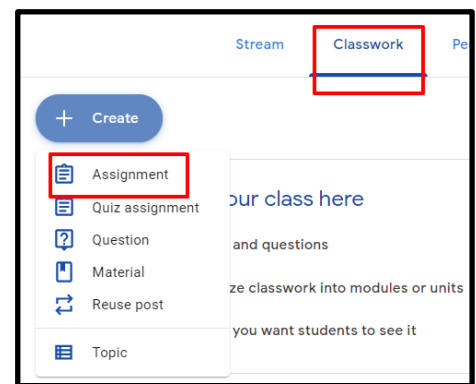 Stream Classwork Pe
+ Create
Assignment
our class here
Quiz assignment
Question
and questions
Material
ze classwork into modules or units
Reuse post
you want students to see it
Topic